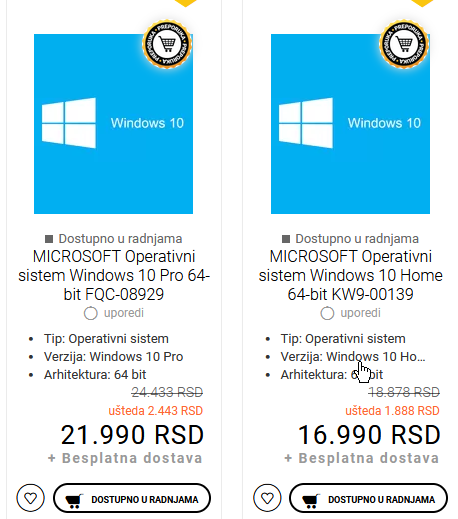 PREPORUKA PREPORUKA
Windows 10
Dostupno u radnjama
MICROSOFT Operativni
sistem Windows 10 Pro 64-
bit FQC-08929
uporedi
Tip: Operativni sistem
Verzija: Windows 10 Pro
Arhitektura: 64 bit
24.433 RSD
ušteda 2.443 RSD
21.990 RSD
+ Besplatna dostava
DOSTUPNO U RADNJAMA
PREPORUKA PREPORUKA
Windows 10
Dostupno u radnjama
MICROSOFT Operativni
sistem Windows 10 Home
64-bit KW9-00139
uporedi
Tip: Operativni sistem
Verzija: Windows 10 Ho...
Arhitektura: bit
18.878 RSD
ušteda 1.888 RSD
16.990 RSD
+ Besplatna dostava
DOSTUPNO U RADNJAMA